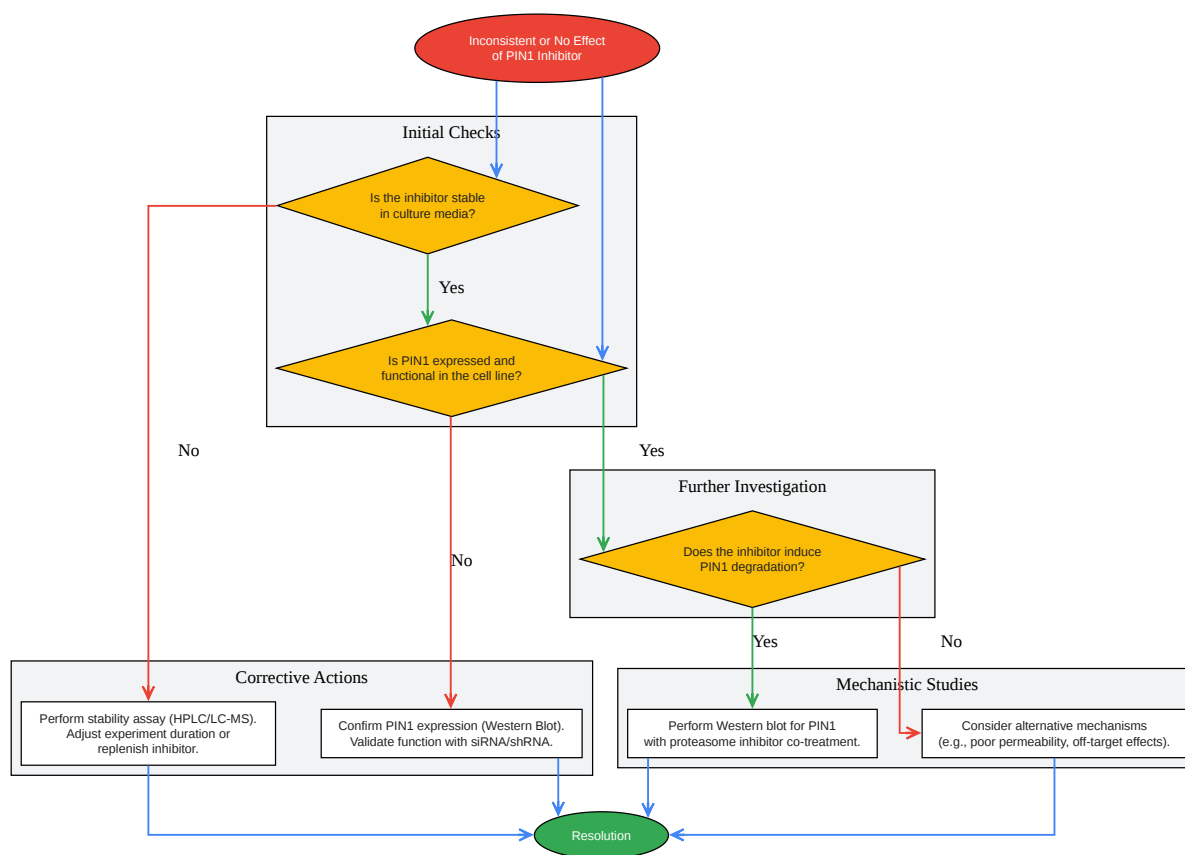 Inconsistent or No Effect
of PIN1 Inhibitor
Initial Checks
Is the inhibitor stable
in culture media?
Yes
Is PIN1 expressed and
functional in the cell line?
No
Yes
Further Investigation
Does the inhibitor induce
PIN1 degradation?
No
Yes
No
Corrective Actions
Perform stability assay (HPLC/LC-MS).
Adjust experiment duration or
replenish inhibitor.
Confirm PIN1 expression (Western Blot).
Validate function with siRNA/shRNA.
Mechanistic Studies
Perform Western blot for PIN1
with proteasome inhibitor co-treatment.
Consider alternative mechanisms
(e.g., poor permeability, off-target effects).
Resolution